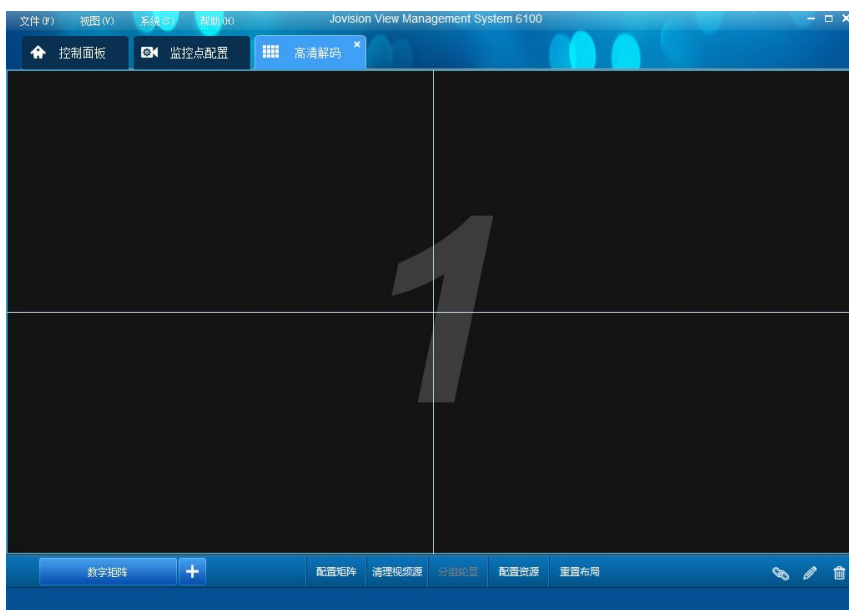 文件(F) 视图(V) 系统(S) 帮助(H) Jovision View Management System 6100
控制面板 监控点配置 高清解码
1
数字矩阵 配置矩阵 清理视频源 分组轮显 配置资源 重置布局